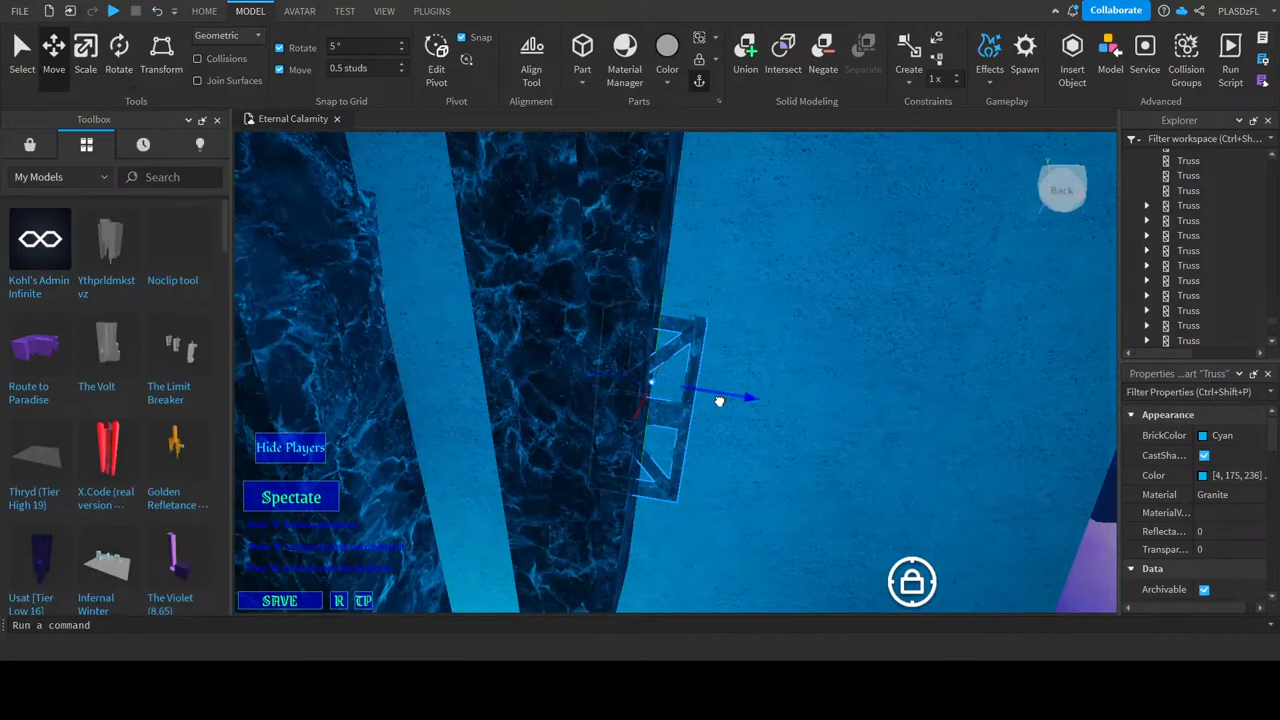 FILE HOME MODEL AVATAR TEST VIEW PLUGINS Collaborate PLASDzFL
Select Move Scale Rotate Transform
Geometric
Collisions
Join Surfaces
Tools
Rotate 5 °
Move 0.5 studs
Snap to Grid
Edit Pivot
Snap
Pivot
Align Tool
Alignment
Part Material Manager Color
Parts
Union Intersect Negate Separate
Solid Modeling
Create
1 x
Constraints
Effects Spawn
Gameplay
Insert Object Model Service Collision Groups Run Script
Advanced
Toolbox
My Models
Search
Kohl's Admin Infinite
Ythprldmkst vz
Noclip tool
Route to Paradise
The Volt
The Limit Breaker
Thryd (Tier High 19)
X.Code (real version ···
Golden Refletance ···
Usat [Tier Low 16]
Infernal Winter
The Violet (8.65)
Eternal Calamity
Back
Y
Hide Players
Spectate
SAVE R TP
Explorer
Filter workspace (Ctrl+Sh...
Truss
Truss
Truss
Truss
Truss
Truss
Truss
Truss
Truss
Truss
Truss
Truss
Truss
Properties ...art "Truss"
Filter Properties (Ctrl+Shift+P)
Appearance
BrickColor Cyan
CastSha...
Color [4, 175, 236] ...
Material Granite
MaterialV...
Reflecta... 0
Transpar... 0
Data
Archivable
Run a command